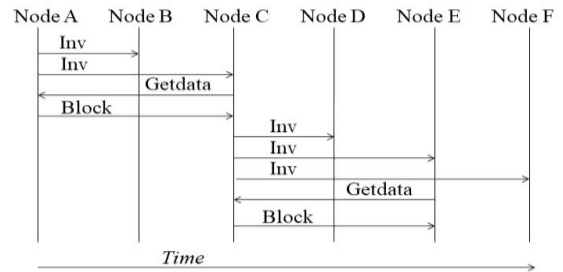 Node A Node B Node C Node D Node E Node F
Inv
Inv
Getdata
Block
Inv
Inv
Inv
Getdata
Block
Time